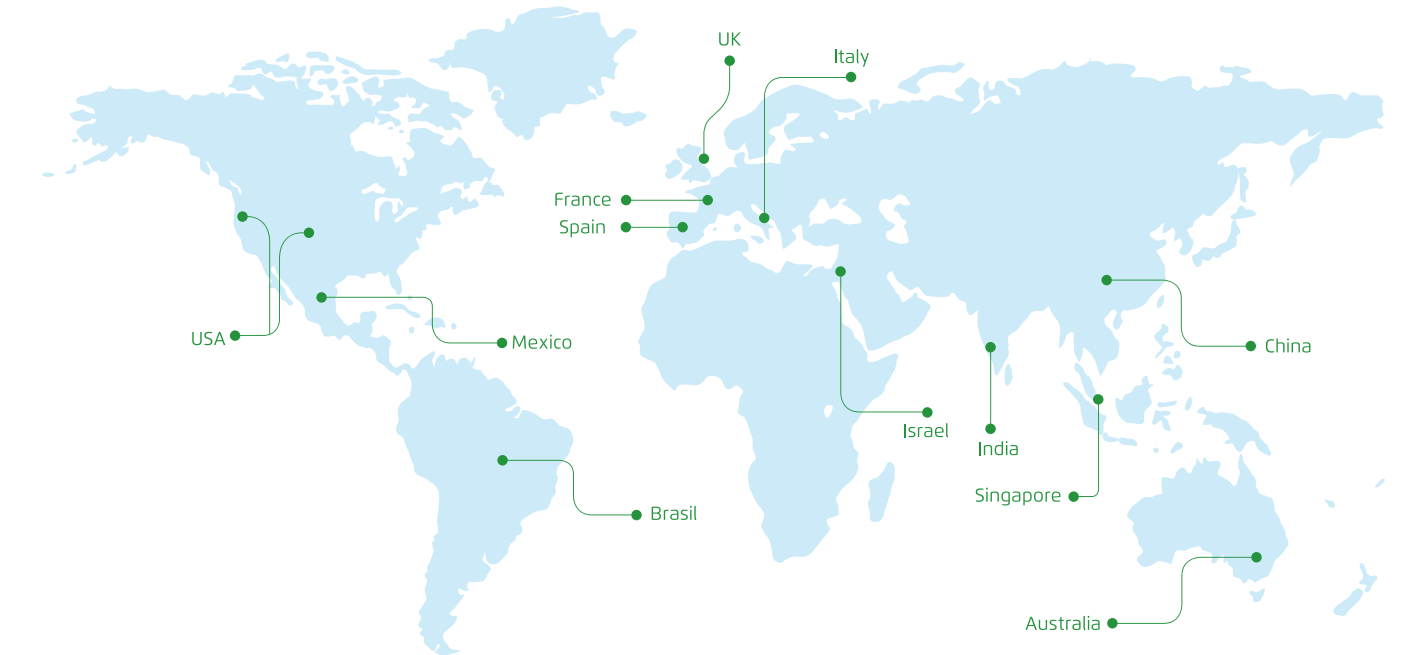 UK
Italy
France
Spain
USA
Mexico
China
Israel
India
Singapore
Brasil
Australia